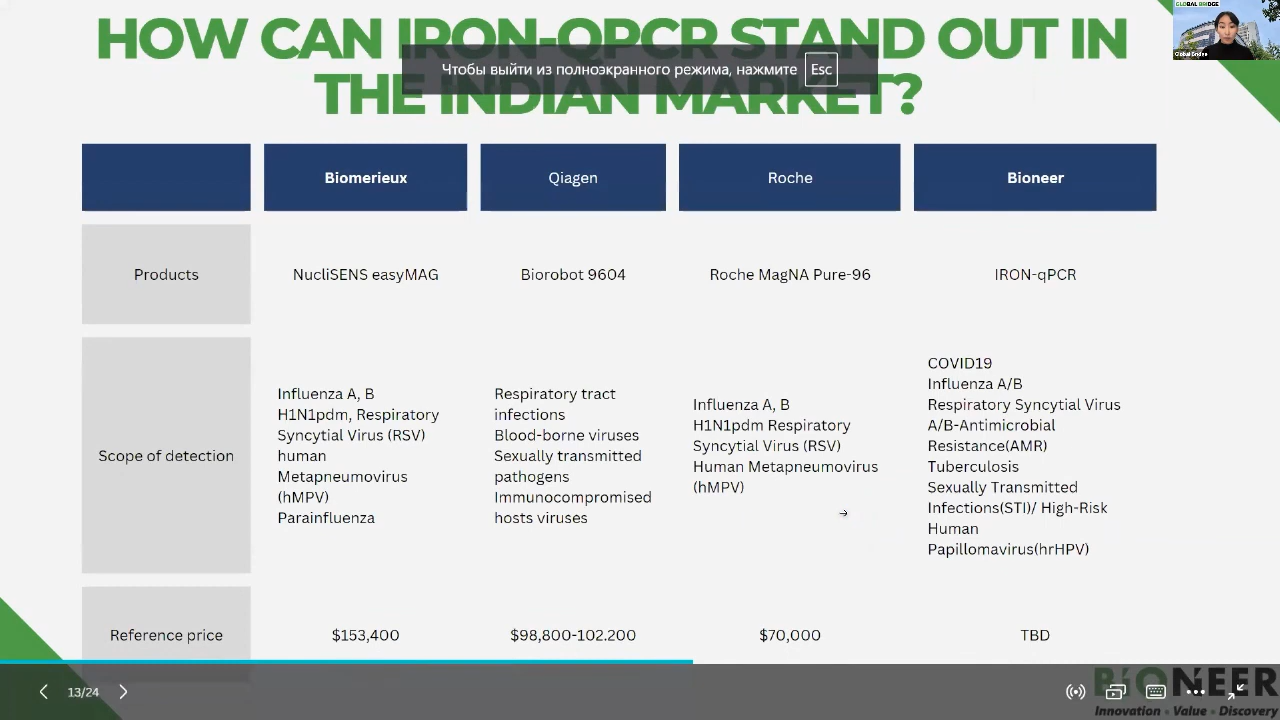 GLOBAL BRIDGE
Global Bridge
HOW CAN IRON-QPCR STAND OUT IN
THE INDIAN MARKET?
Чтобы выйти из полноэкранного режима, нажмите Esc
Biomerieux Qiagen Roche Bioneer
Products NucliSENS easyMAG Biorobot 9604 Roche MagNA Pure-96 IRON-qPCR
Scope of detection
Influenza A, B
H1N1pdm, Respiratory
Syncytial Virus (RSV)
human
Metapneumovirus
(hMPV)
Parainfluenza
Respiratory tract
infections
Blood-borne viruses
Sexually transmitted
pathogens
Immunocompromised
hosts viruses
Influenza A, B
H1N1pdm Respiratory
Syncytial Virus (RSV)
Human Metapneumovirus
(hMPV)
COVID19
Influenza A/B
Respiratory Syncytial Virus
A/B-Antimicrobial
Resistance(AMR)
Tuberculosis
Sexually Transmitted
Infections(STI)/ High-Risk
Human
Papillomavirus(hrHPV)
Reference price $153,400 $98,800-102.200 $70,000 TBD
13/24
BIONEER
Innovation • Value • Discovery